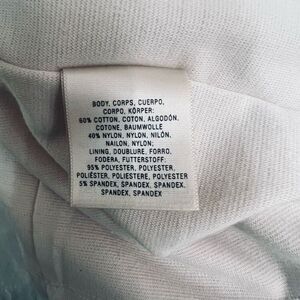 BODY, CORPS, CUERPO,
CORPO, KÖRPER:
60% COTTON, COTON, ALGODÓN,
COTONE, BAUMWOLLE
40% NYLON, NYLON, NILÓN,
NAILON, NYLON;
LINING, DOUBLURE, FORRO,
FODERA, FUTTERSTOFF:
95% POLYESTER, POLYESTER,
POLIÉSTER, POLIESTERE, POLYESTER
5% SPANDEX, SPANDEX, SPANDEX,
SPANDEX, SPANDEX